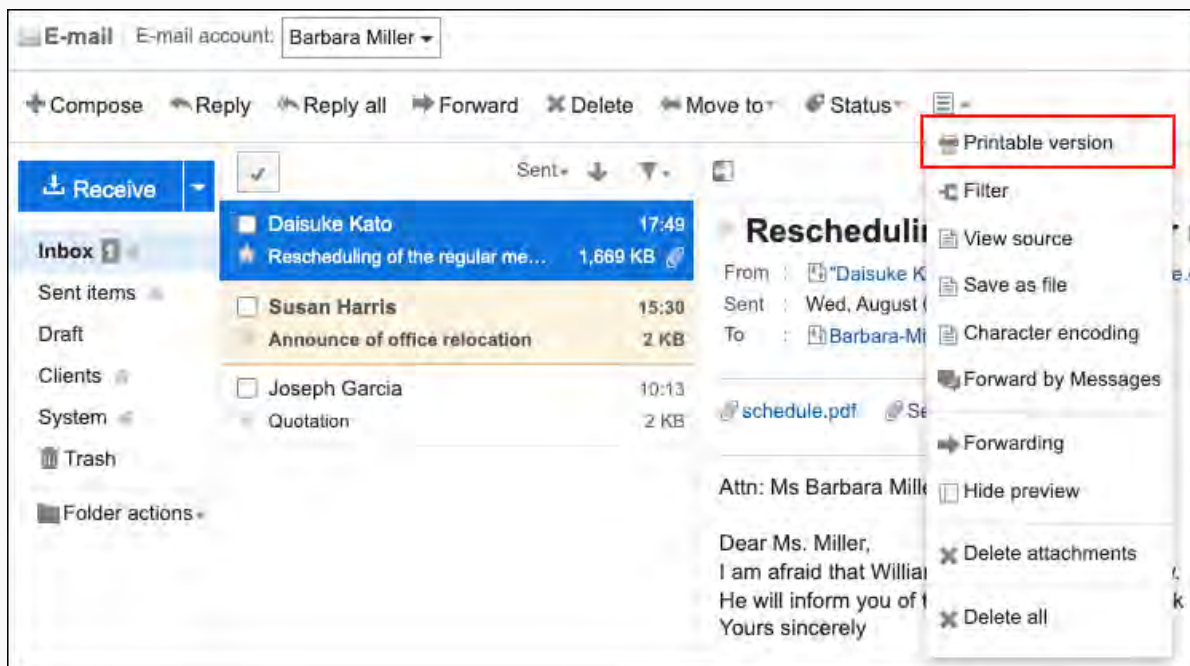 E-mail E-mail account: Barbara Miller
Compose Reply Reply all Forward Delete Move to Status
Receive
Inbox
Sent items
Draft
Clients
System
Trash
Folder actions
Sent
Daisuke Kato 17:49
Rescheduling of the regular me... 1,669 KB
Susan Harris 15:30
Announce of office relocation 2 KB
Joseph Garcia 10:13
Quotation 2 KB
From : "Daisuke K
Sent : Wed, August
To : Barbara-Mi
schedule.pdf
Attn: Ms Barbara Mille
Dear Ms. Miller,
I am afraid that Willia
He will inform you of
Yours sincerely
Printable version
Filter
View source
Save as file
Character encoding
Forward by Messages
Forwarding
Hide preview
Delete attachments
Delete all